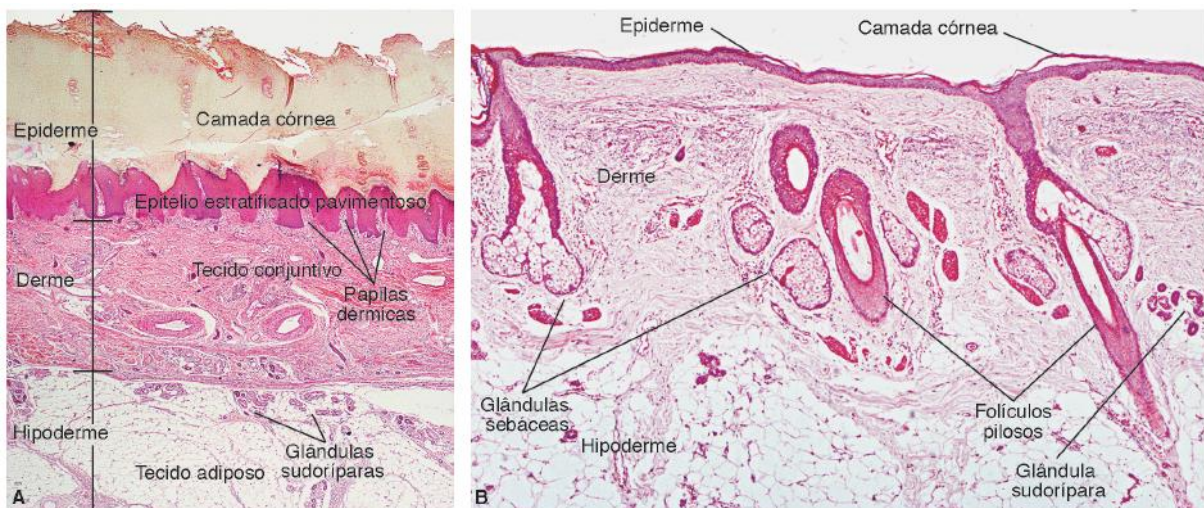 Epiderme
Camada córnea
Epitélio estratificado pavimentoso
Derme
Tecido conjuntivo
Papilas
dérmicas
Hipoderme
Glândulas
sudoríparas
Tecido adiposo
A
Epiderme
Camada córnea
Derme
Glândulas
sebáceas
Hipoderme
Folículos
pilosos
Glândula
sudorípara
B